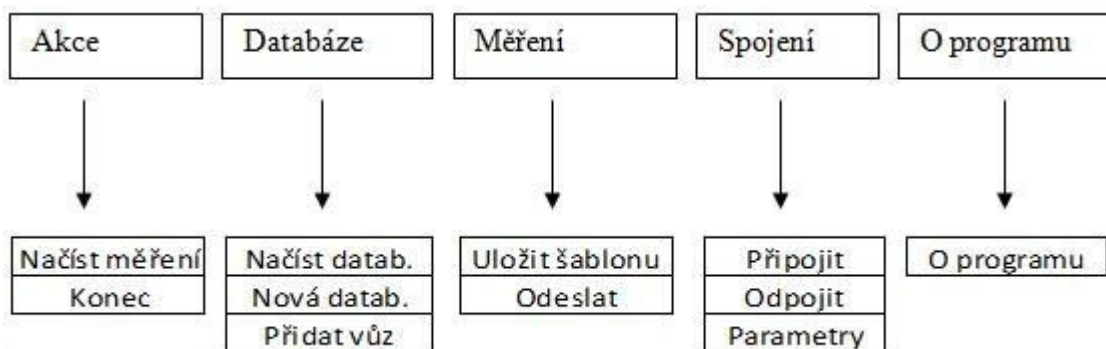 Akce
Databáze
Měření
Spojení
O programu
Načíst měření
Konec
Načíst datab.
Nová datab.
Přidat vůz
Uložit šablonu
Odeslat
Připojit
Odpojit
Parametry
O programu